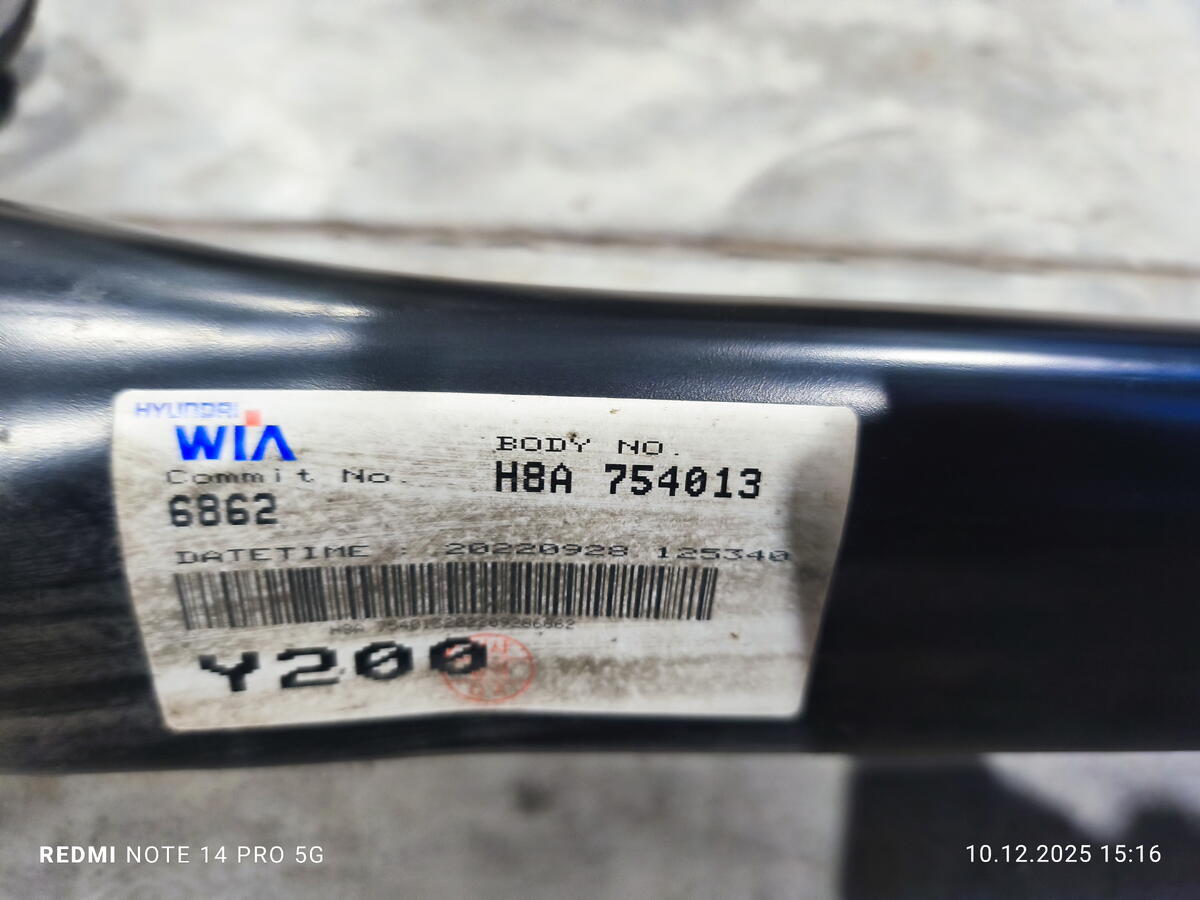 HYUNDAI
WIA
BODY NO.
Commit No.
H8A 754013
6862
DATETIME : 20220928 125340
Y200
REDMI NOTE 14 PRO 5G
10.12.2025 15:16